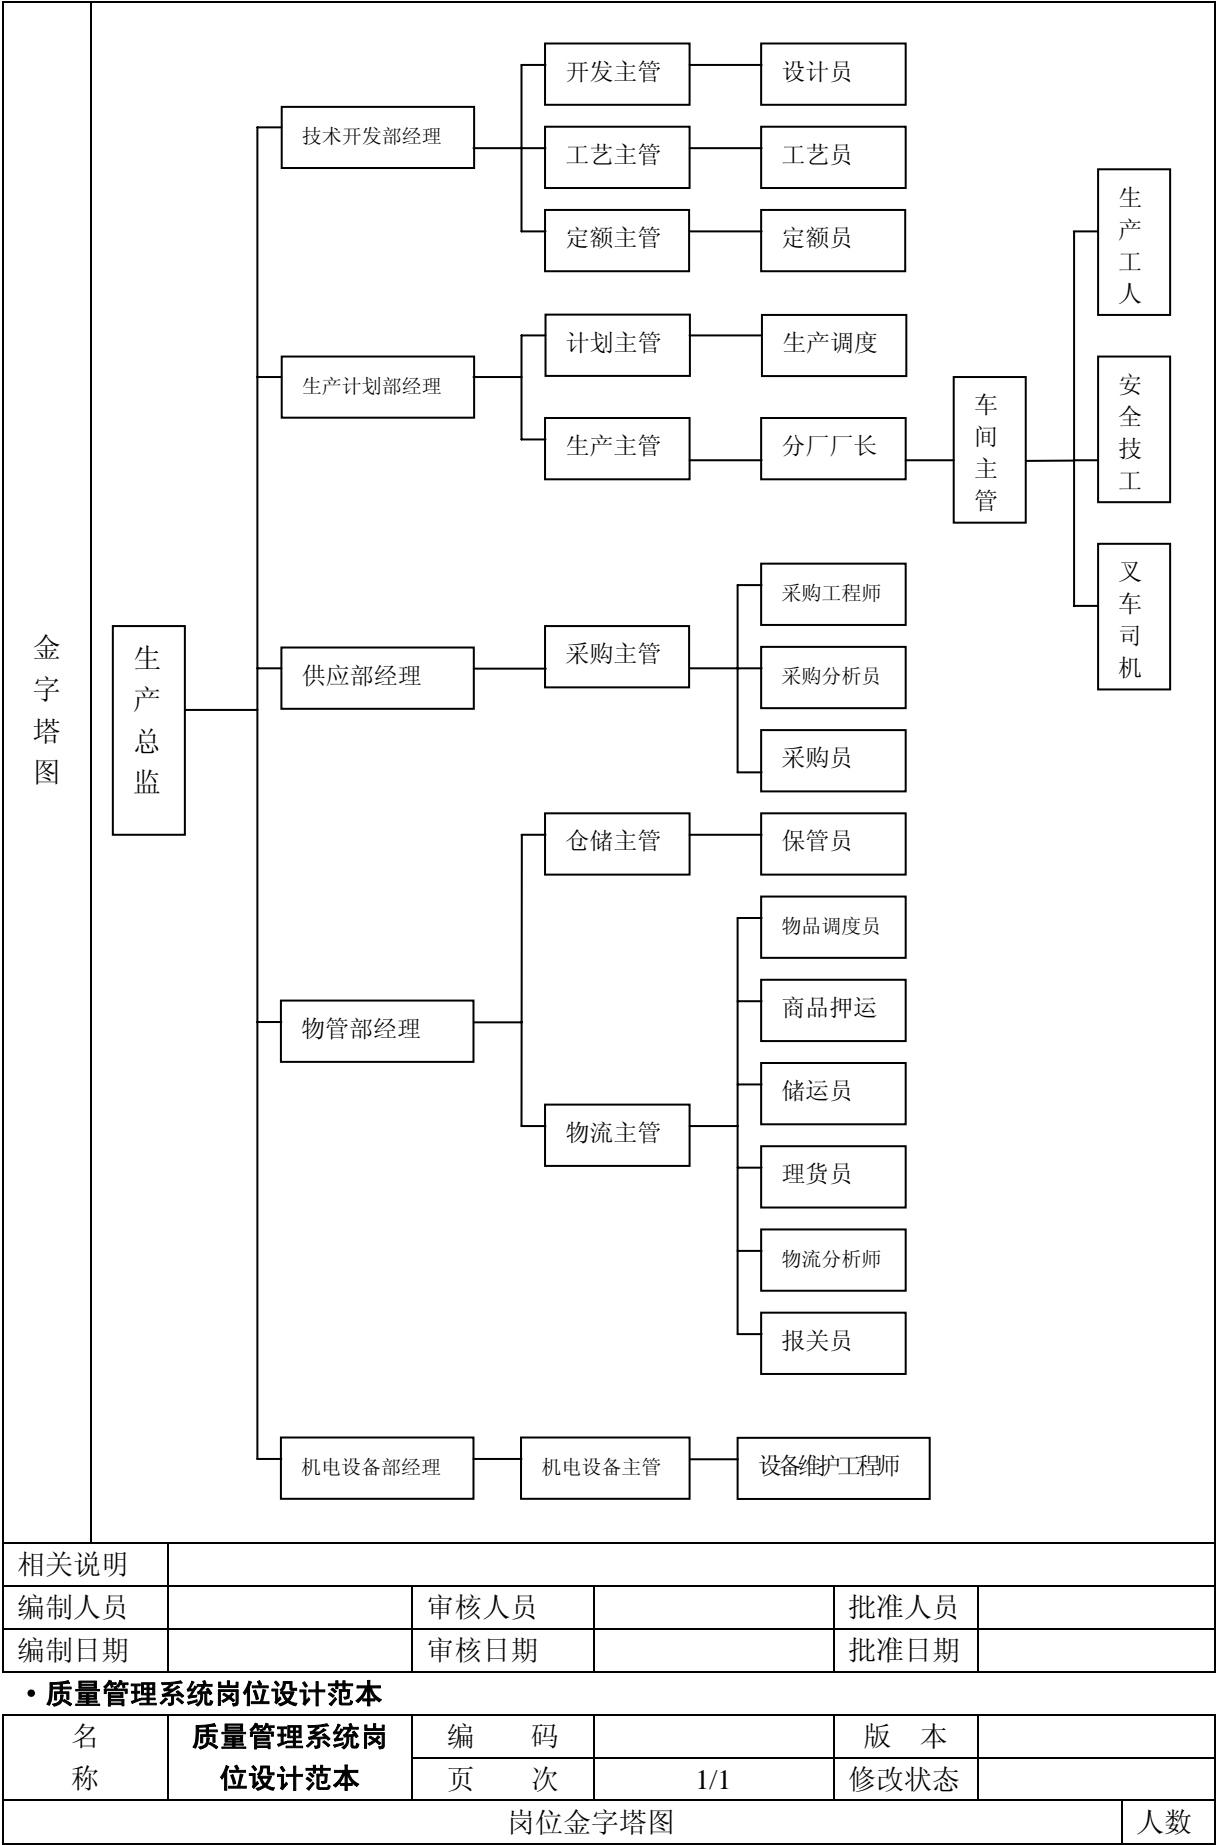 金字塔图
生产总监
技术开发部经理
开发主管
设计员
工艺主管
工艺员
定额主管
定额员
生产计划部经理
计划主管
生产调度
生产主管
分厂厂长
车间主管
生产工人
安全技工
叉车司机
供应部经理
采购主管
采购工程师
采购分析员
采购员
物管部经理
仓储主管
保管员
物流主管
物品调度员
商品押运
储运员
理货员
物流分析师
报关员
机电设备部经理
机电设备主管
设备维护工程师
相关说明
编制人员 审核人员 批准人员
编制日期 审核日期 批准日期
·质量管理系统岗位设计范本
名称 质量管理系统岗位设计范本 编 码 版 本
页 次 1/1 修改状态
岗位金字塔图 人数